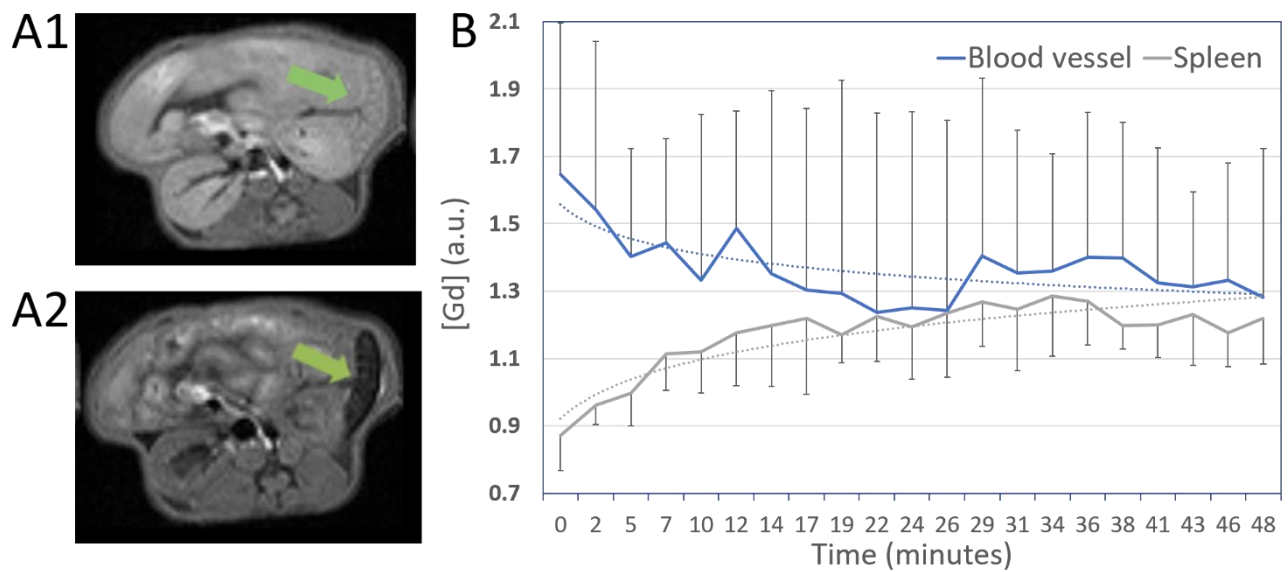 A1
A2
B
Blood vessel Spleen
[Gd] (a.u.)
2.1
1.9
1.7
1.5
1.3
1.1
0.9
0.7
0 2 5 7 10 12 14 17 19 22 24 26 29 31 34 36 38 41 43 46 48
Time (minutes)